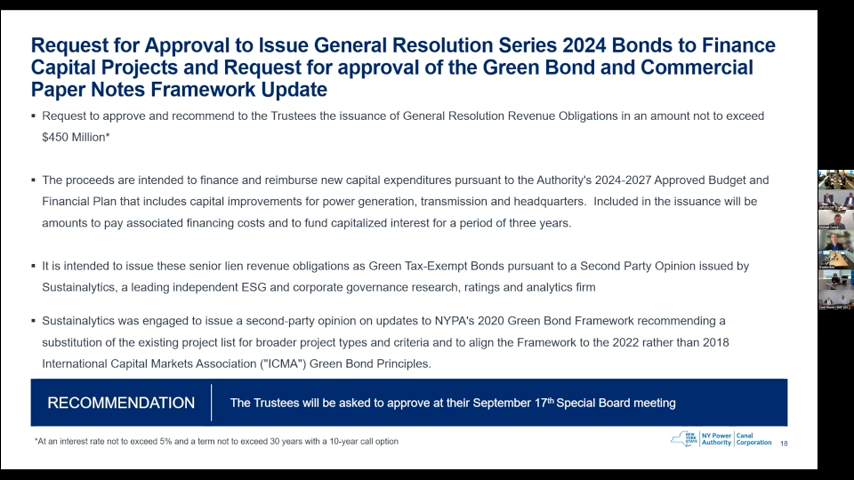 Request for Approval to Issue General Resolution Series 2024 Bonds to Finance
Capital Projects and Request for approval of the Green Bond and Commercial
Paper Notes Framework Update
▪ Request to approve and recommend to the Trustees the issuance of General Resolution Revenue Obligations in an amount not to exceed
$450 Million*
▪ The proceeds are intended to finance and reimburse new capital expenditures pursuant to the Authority's 2024-2027 Approved Budget and
Financial Plan that includes capital improvements for power generation, transmission and headquarters. Included in the issuance will be
amounts to pay associated financing costs and to fund capitalized interest for a period of three years.
▪ It is intended to issue these senior lien revenue obligations as Green Tax-Exempt Bonds pursuant to a Second Party Opinion issued by
Sustainalytics, a leading independent ESG and corporate governance research, ratings and analytics firm
▪ Sustainalytics was engaged to issue a second-party opinion on updates to NYPA's 2020 Green Bond Framework recommending a
substitution of the existing project list for broader project types and criteria and to align the Framework to the 2022 rather than 2018
International Capital Markets Association ("ICMA") Green Bond Principles.
RECOMMENDATION
The Trustees will be asked to approve at their September 17th Special Board meeting
*At an interest rate not to exceed 5% and a term not to exceed 30 years with a 10-year call option
NEW
YORK
STATE
NY Power
Authority
Canal
Corporation
18